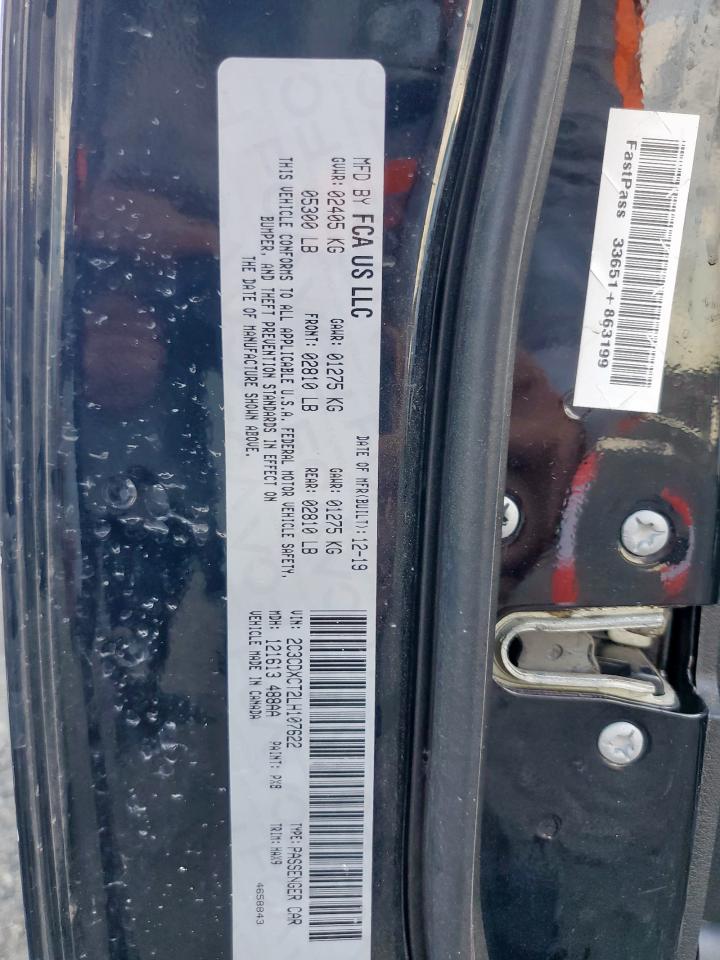 MFD BY FCA US LLC
DATE OF MFR(BUILT): 12-19
GVWR: 02405 KG
GAWR: 01275 KG
GAWR: 01275 KG
05300 LB
FRONT: 02810 LB
REAR: 02810 LB
THIS VEHICLE CONFORMS TO ALL APPLICABLE U.S.A. FEDERAL MOTOR VEHICLE SAFETY,
BUMPER, AND THEFT PREVENTION STANDARDS IN EFFECT ON
THE DATE OF MANUFACTURE SHOWN ABOVE.
VIN: 2C3CDXCT2LH107622
TYPE: PASSENGER CAR
MDH: 121613 488AA
PAINT: PX8
TRIM: HAX9
VEHICLE MADE IN CANADA
4658843
FastPass 33651+863199